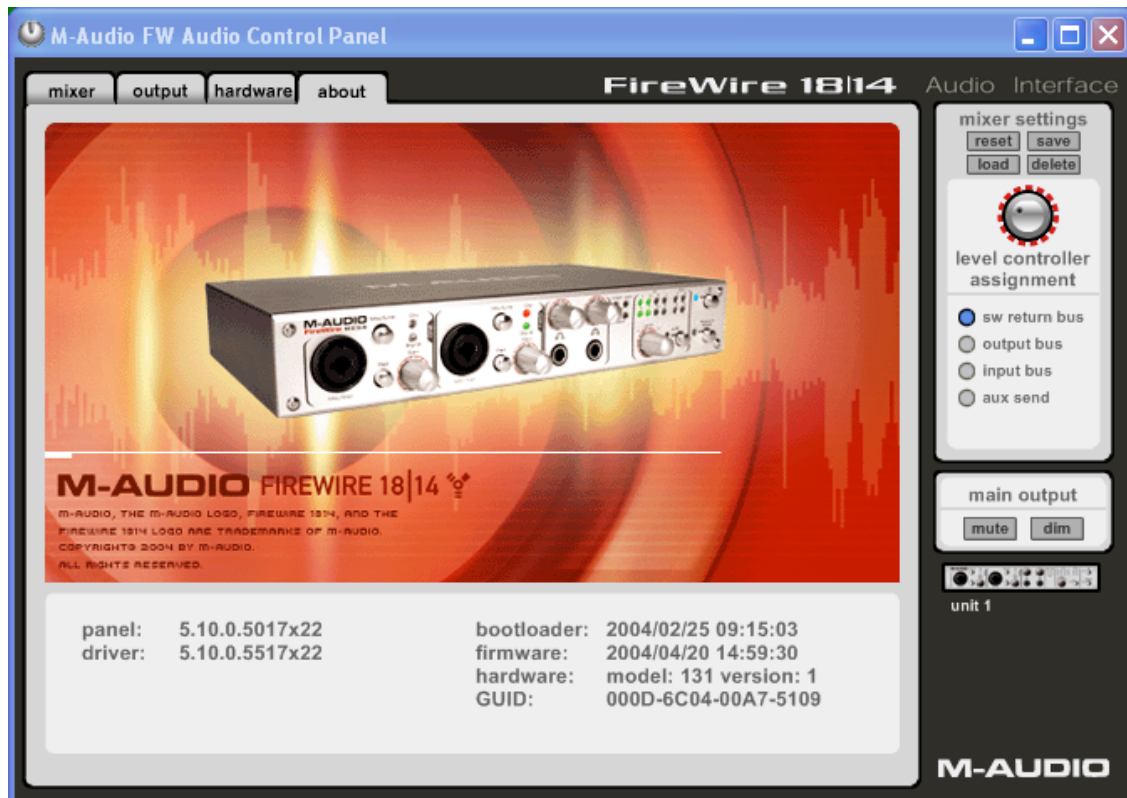 M-Audio FW Audio Control Panel
mixer output hardware about
FireWire 18|14 Audio Interface
mixer settings
reset save
load delete
level controller
assignment
sw return bus
output bus
input bus
aux send
M-AUDIO
M-AUDIO FIREWIRE 18|14
M-AUDIO, THE M-AUDIO LOGO, FIREWIRE 1814, AND THE
FIREWIRE 1814 LOGO ARE TRADEMARKS OF M-AUDIO.
COPYRIGHT© 2004 BY M-AUDIO.
ALL RIGHTS RESERVED.
main output
mute dim
unit 1
panel: 5.10.0.5017x22
driver: 5.10.0.5517x22
bootloader: 2004/02/25 09:15:03
firmware: 2004/04/20 14:59:30
hardware: model: 131 version: 1
GUID: 000D-6C04-00A7-5109
M-AUDIO